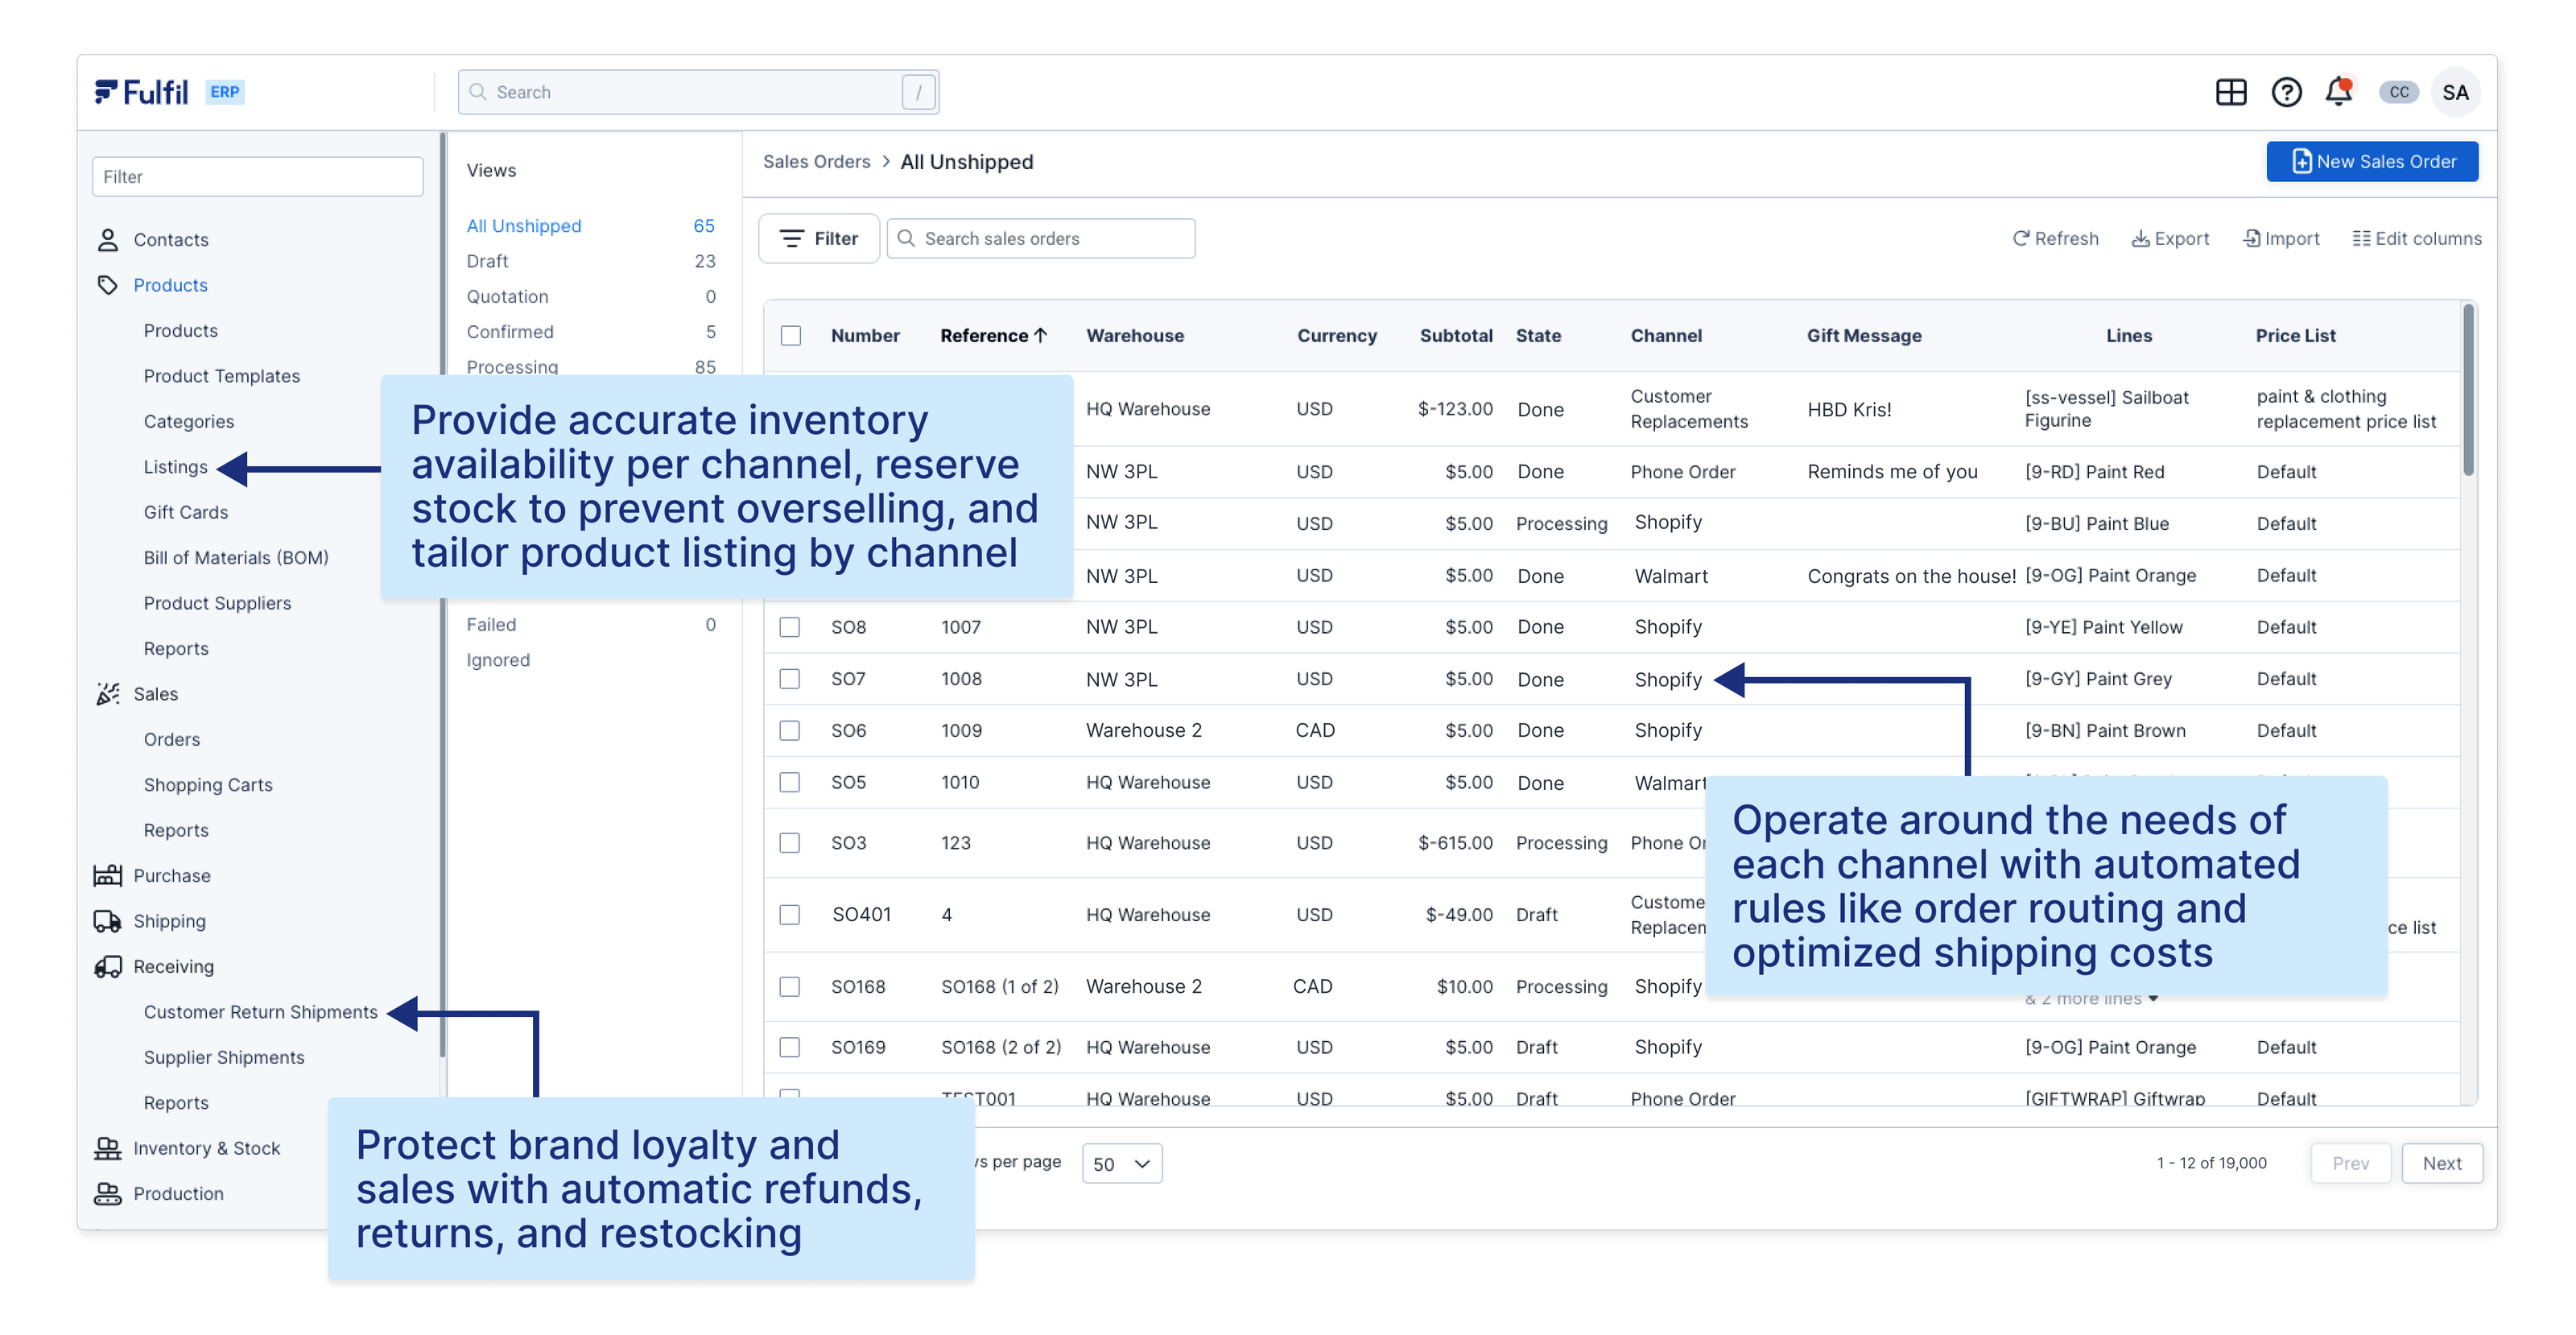 Fulfil ERP
Search /
CC SA
Filter
Contacts
Products
Products
Product Templates
Categories
Listings
Gift Cards
Bill of Materials (BOM)
Product Suppliers
Reports
Sales
Orders
Shopping Carts
Reports
Purchase
Shipping
Receiving
Customer Return Shipments
Supplier Shipments
Reports
Inventory & Stock
Production
Views
All Unshipped 65
Draft 23
Quotation 0
Confirmed 5
Processing 85
Failed 0
Ignored
Sales Orders > All Unshipped
New Sales Order
Filter
Search sales orders
Refresh Export Import Edit columns
Number Reference ↑ Warehouse Currency Subtotal State Channel Gift Message Lines Price List
HQ Warehouse USD $-123.00 Done Customer Replacements HBD Kris! [ss-vessel] Sailboat Figurine paint & clothing replacement price list
NW 3PL USD $5.00 Done Phone Order Reminds me of you [9-RD] Paint Red Default
NW 3PL USD $5.00 Processing Shopify [9-BU] Paint Blue Default
NW 3PL USD $5.00 Done Walmart Congrats on the house! [9-OG] Paint Orange Default
SO8 1007 NW 3PL USD $5.00 Done Shopify [9-YE] Paint Yellow Default
SO7 1008 NW 3PL USD $5.00 Done Shopify [9-GY] Paint Grey Default
SO6 1009 Warehouse 2 CAD $5.00 Done Shopify [9-BN] Paint Brown Default
SO5 1010 HQ Warehouse USD $5.00 Done Walmart
SO3 123 HQ Warehouse USD $-615.00 Processing Phone
SO401 4 HQ Warehouse USD $-49.00 Draft list
SO168 SO168 (1 of 2) Warehouse 2 CAD $10.00 Processing Shopify & 2 more lines
SO169 SO168 (2 of 2) HQ Warehouse USD $5.00 Draft Shopify [9-OG] Paint Orange Default
TEST001 HQ Warehouse USD $5.00 Draft Phone Order [GIFTWRAP] Giftwrap Default
per page 50
1 - 12 of 19,000
Prev Next
Provide accurate inventory
availability per channel, reserve
stock to prevent overselling, and
tailor product listing by channel
Operate around the needs of
each channel with automated
rules like order routing and
optimized shipping costs
Protect brand loyalty and
sales with automatic refunds,
returns, and restocking